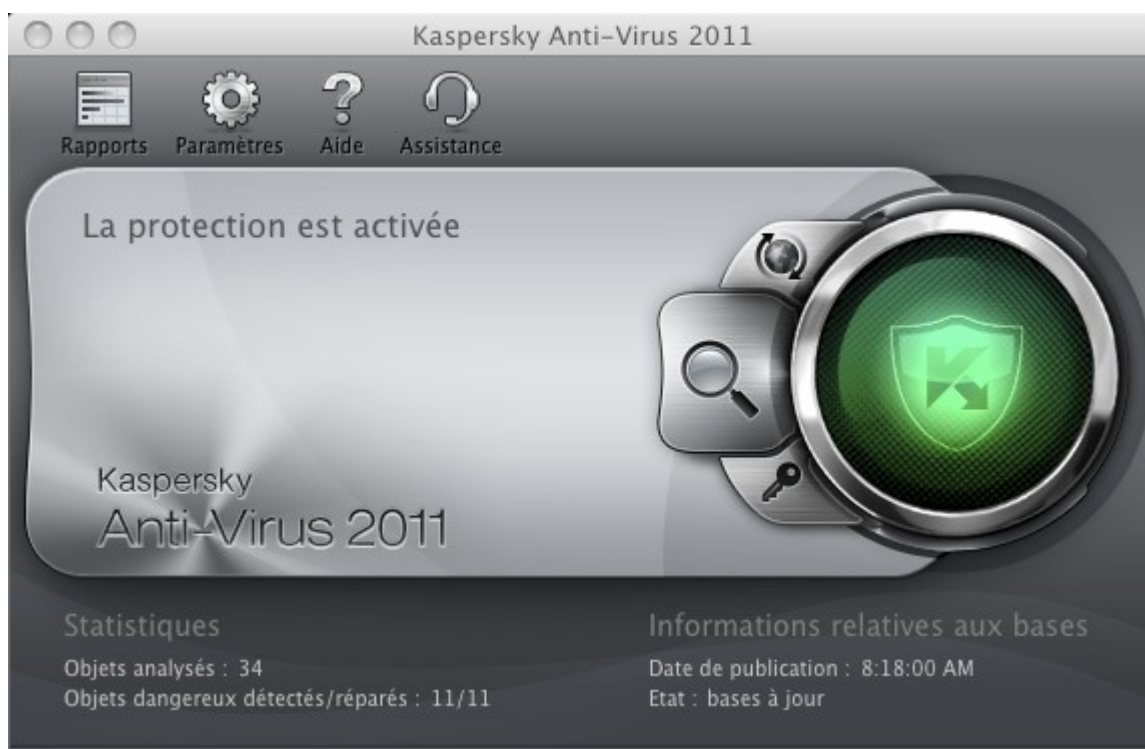 Kaspersky Anti-Virus 2011
Rapports Paramètres Aide Assistance
La protection est activée
Kaspersky
Anti-Virus 2011
Statistiques
Objets analysés : 34
Objets dangereux détectés/réparés : 11/11
Informations relatives aux bases
Date de publication : 8:18:00 AM
Etat : bases à jour